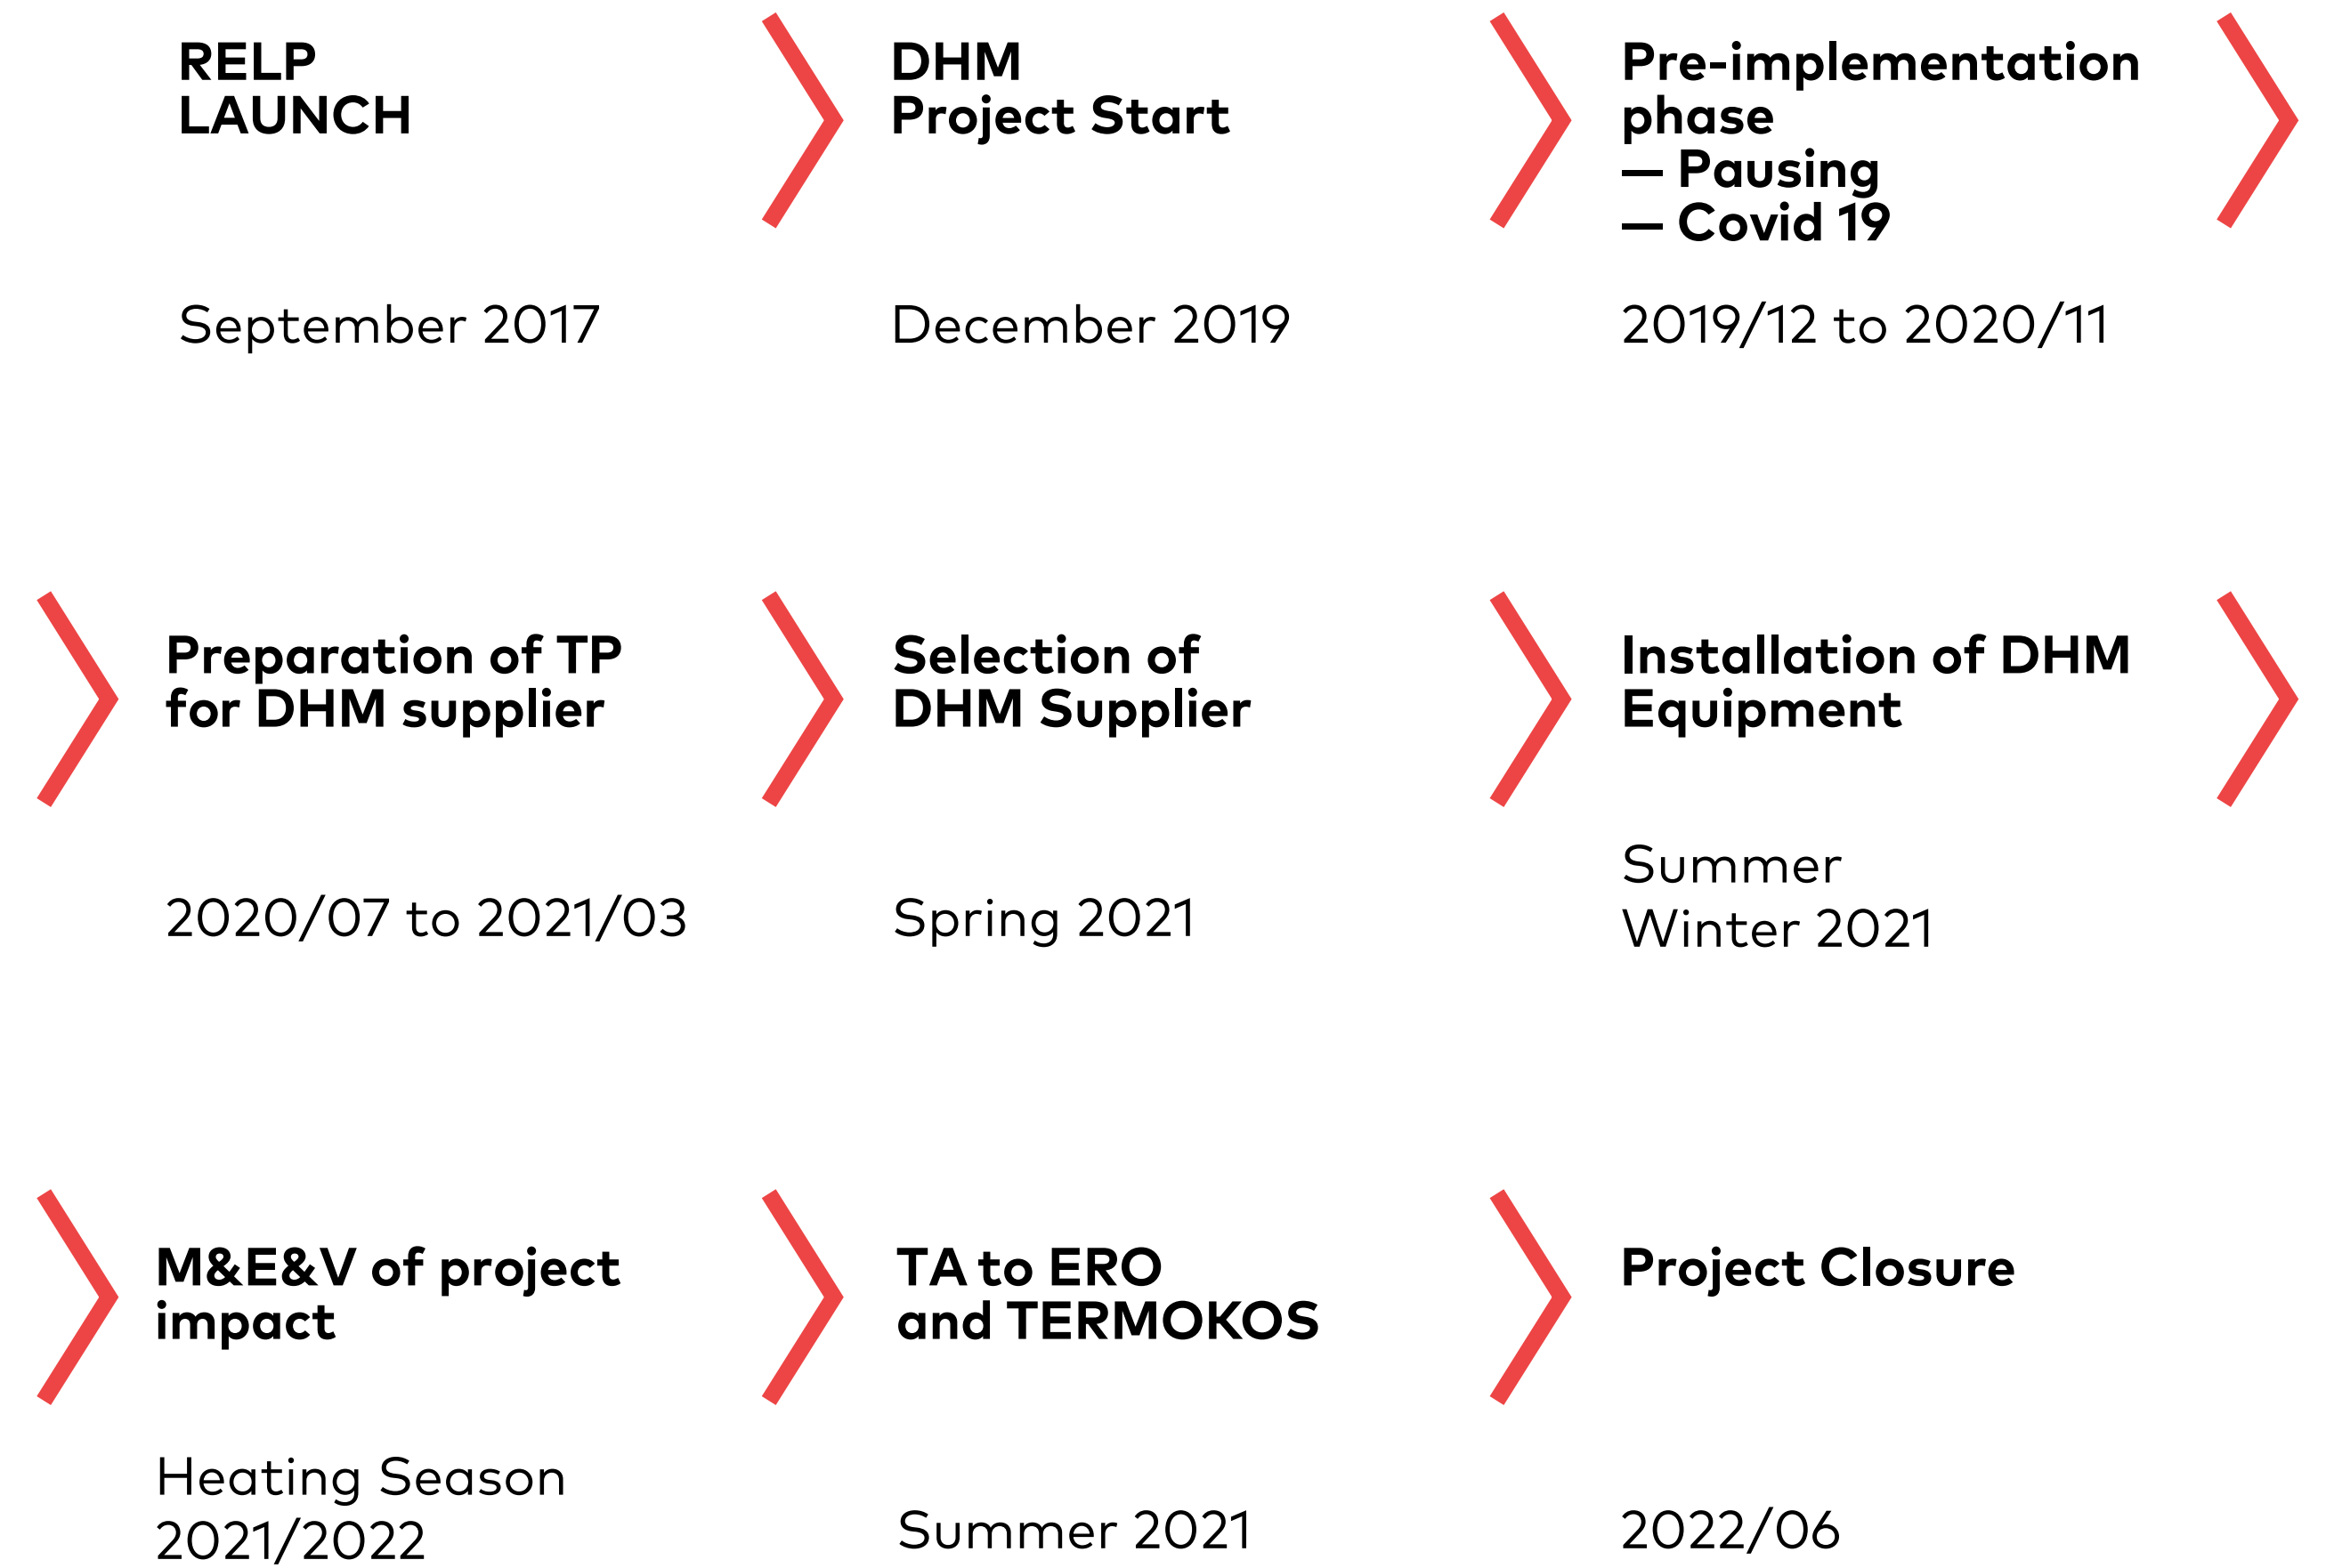 RELP
LAUNCH
September 2017
DHM
Project Start
December 2019
Pre-implementation
phase
— Pausing
— Covid 19
2019/12 to 2020/11
Preparation of TP
for DHM supplier
2020/07 to 2021/03
Selection of
DHM Supplier
Spring 2021
Installation of DHM
Equipment
Summer
Winter 2021
M&E&V of project
impact
Heating Season
2021/2022
TA to ERO
and TERMOKOS
Summer 2021
Project Closure
2022/06